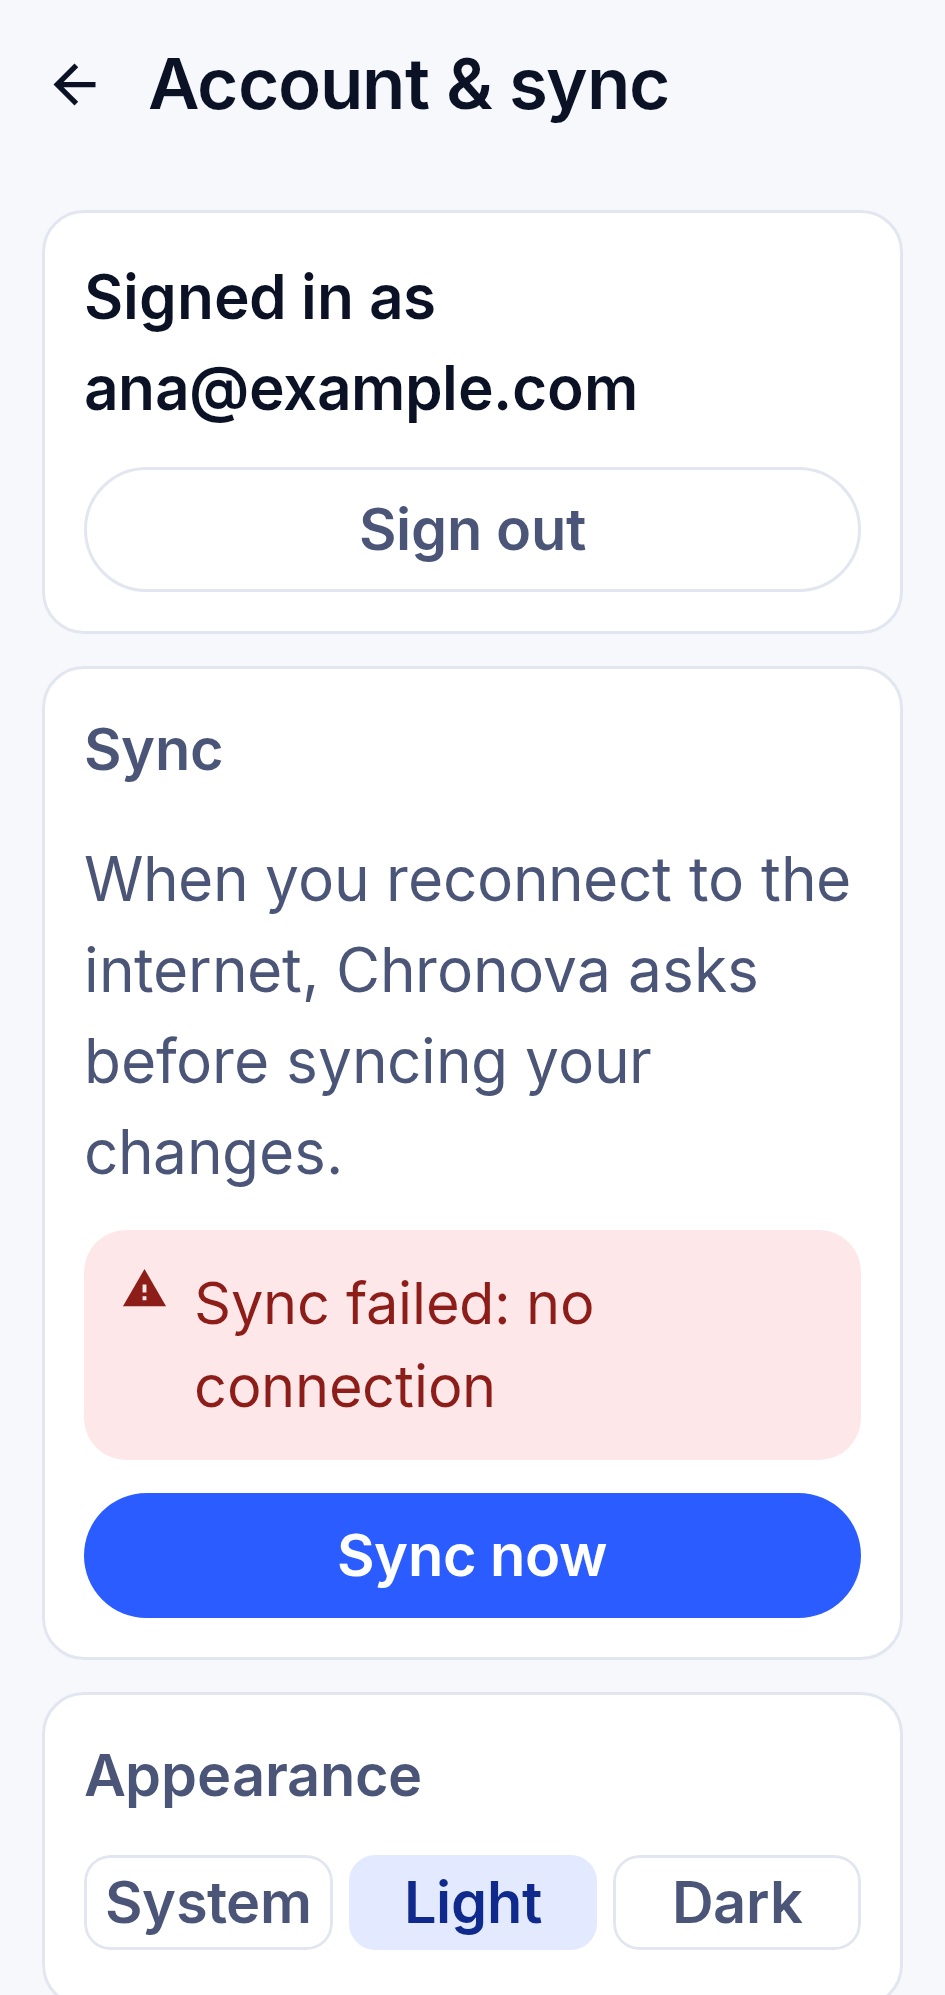 Account & sync
Signed in as
ana@example.com
Sign out
Sync
When you reconnect to the
internet, Chronova asks
before syncing your
changes.
Sync failed: no
connection
Sync now
Appearance
System Light Dark